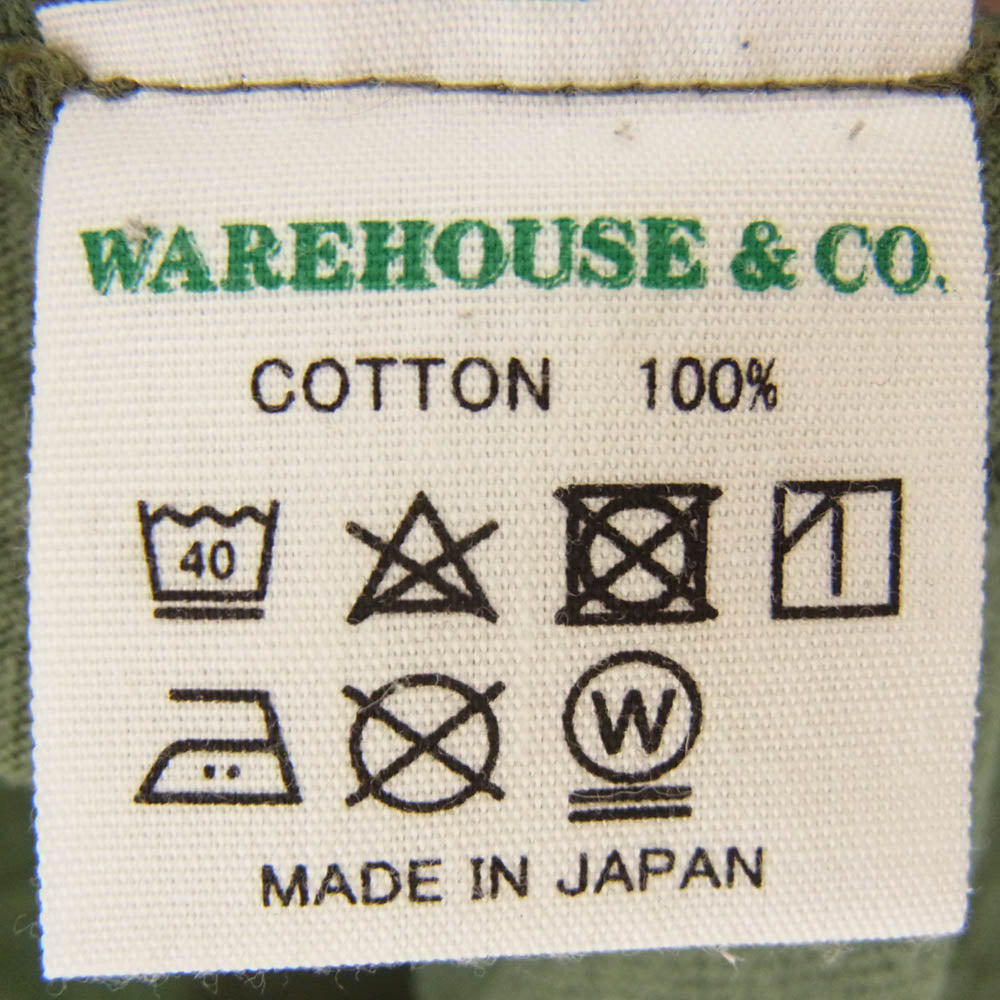 WAREHOUSE & CO.
COTTON 100%
40
W
MADE IN JAPAN